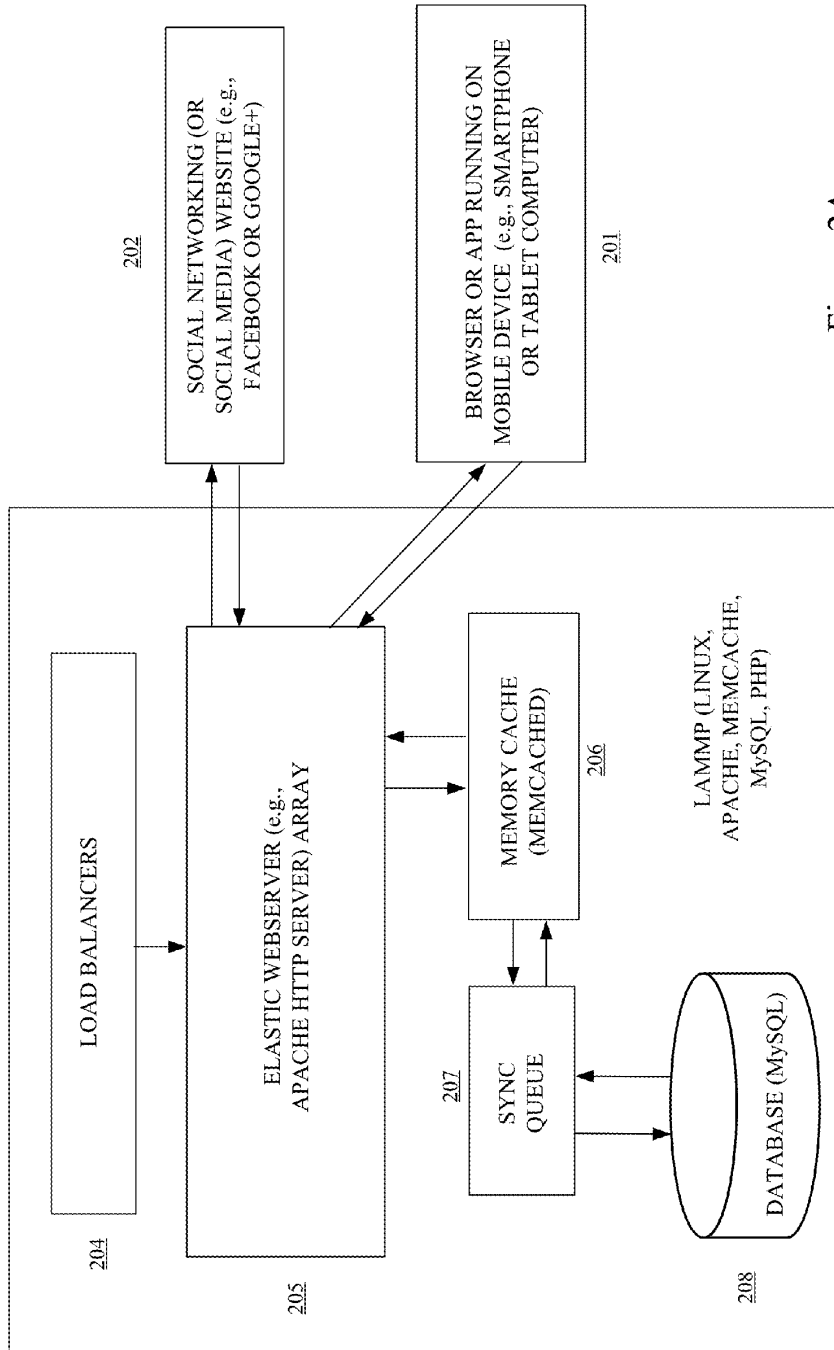 LOAD BALANCERS
204
ELASTIC WEBSERVER (e.g.,
APACHE HTTP SERVER) ARRAY
205
MEMORY CACHE
(MEMCACHED)
206
SYNC
QUEUE
207
DATABASE (MySQL)
208
LAMMP (LINUX,
APACHE, MEMCACHE,
MySQL, PHP)
202
SOCIAL NETWORKING (OR
SOCIAL MEDIA) WEBSITE (e.g.,
FACEBOOK OR GOOGLE+)
BROWSER OR APP RUNNING ON
MOBILE DEVICE (e.g., SMARTPHONE
OR TABLET COMPUTER)
201